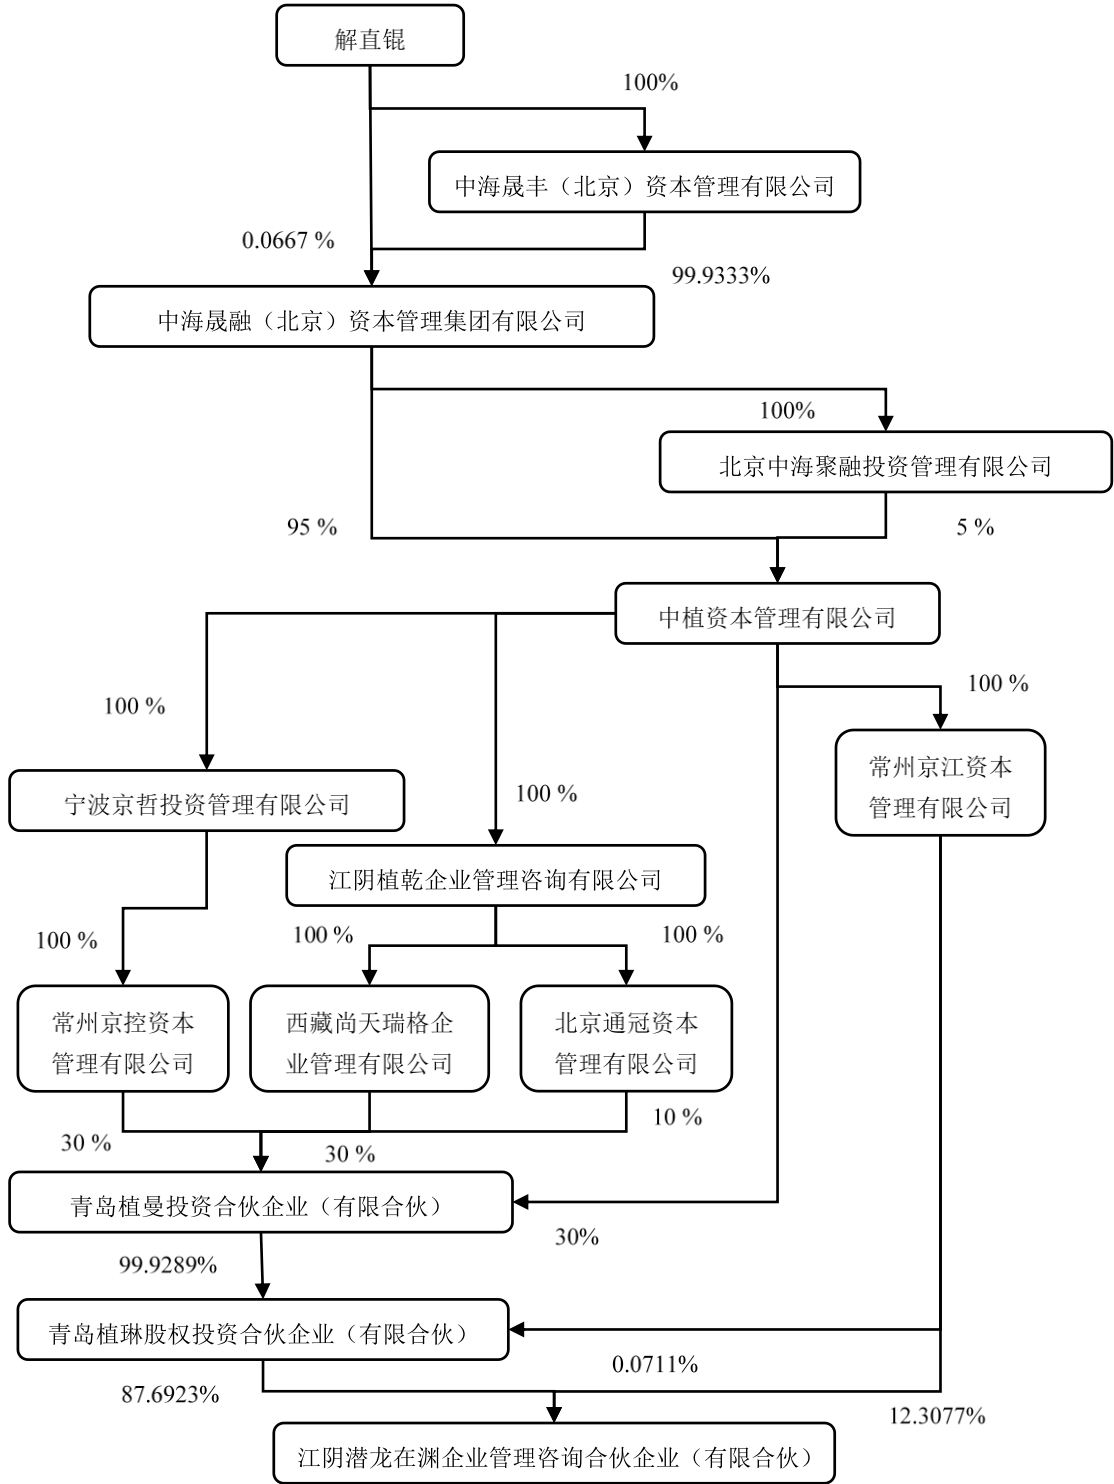 解直锟
100%
中海晟丰（北京）资本管理有限公司
0.0667 %
99.9333%
中海晟融（北京）资本管理集团有限公司
100%
北京中海聚融投资管理有限公司
95 %
5 %
中植资本管理有限公司
100 %
100 %
常州京江资本
管理有限公司
宁波京哲投资管理有限公司
100 %
江阴植乾企业管理咨询有限公司
100 %
100 %
100 %
常州京控资本
管理有限公司
西藏尚天瑞格企
业管理有限公司
北京通冠资本
管理有限公司
30 %
30 %
10 %
青岛植曼投资合伙企业（有限合伙）
30%
99.9289%
青岛植琳股权投资合伙企业（有限合伙）
0.0711%
87.6923%
12.3077%
江阴潜龙在渊企业管理咨询合伙企业（有限合伙）